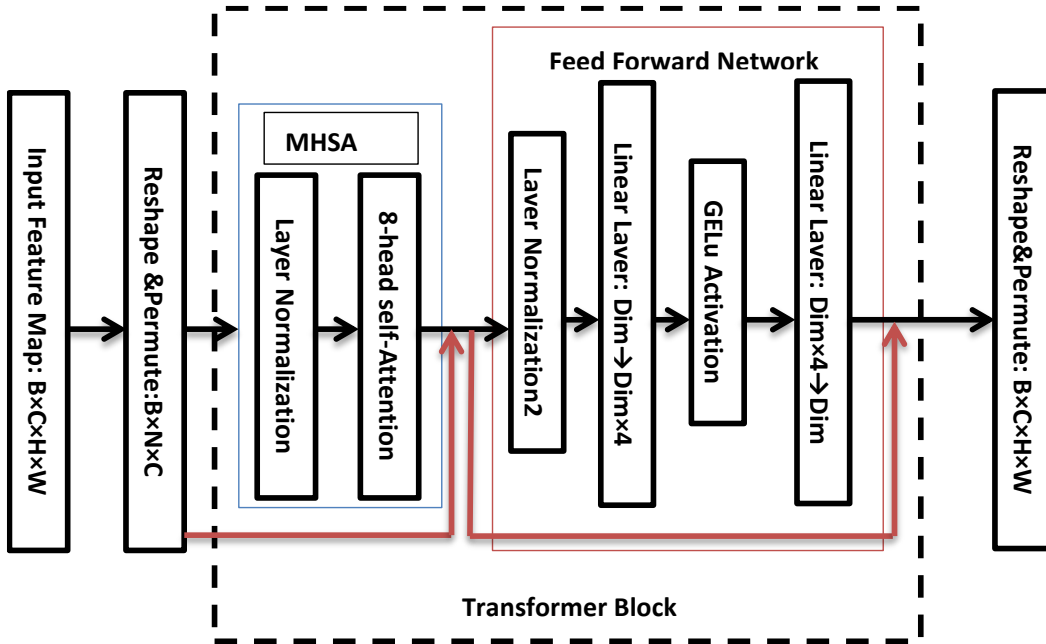 Input Feature Map: B×C×H×W
Reshape &Permute:B×N×C
MHSA
Layer Normalization
8-head self-Attention
Feed Forward Network
Laver Normalization2
Linear Laver: Dim→Dim×4
GELu Activation
Linear Laver: Dim×4→Dim
Reshape&Permute: B×C×H×W
Transformer Block